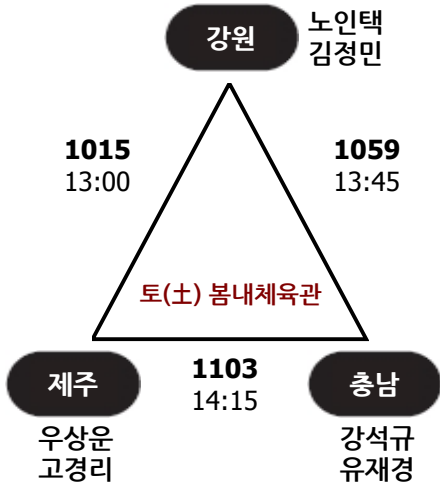 강원
노인택
김정민
1015
13:00
1059
13:45
토(土) 봄내체육관
제주
1103
14:15
충남
우상운
고경리
강석규
유재경